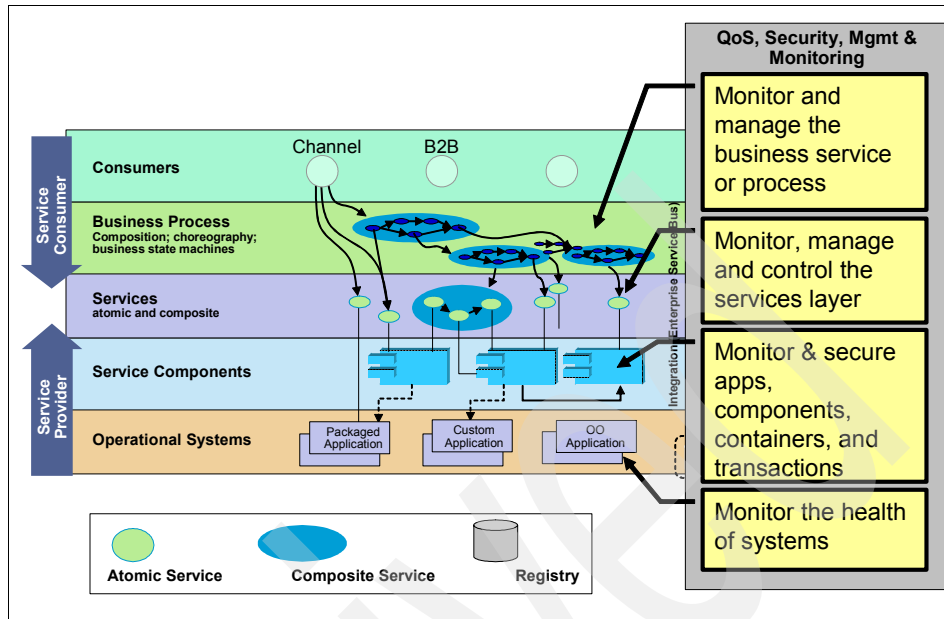 QoS, Security, Mgmt &
Monitoring
Monitor and
manage the
business service
or process
Monitor, manage
and control the
services layer
Monitor & secure
apps,
components,
containers, and
transactions
Monitor the health
of systems
Service
Consumer
Service
Provider
Consumers
Channel
B2B
Business Process
Composition; choreography;
business state machines
Services
atomic and composite
Service Components
Operational Systems
Packaged
Application
Custom
Application
OO
Application
Integration (Enterprise Service Bus)
Atomic Service
Composite Service
Registry